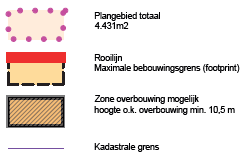 Plangebied totaal
4.431m2
Rooilijn
Maximale bebouwingsgrens (footprint)
Zone overbouwing mogelijk
hoogte o.k. overbouwing min. 10,5 m
Kadastrale grens